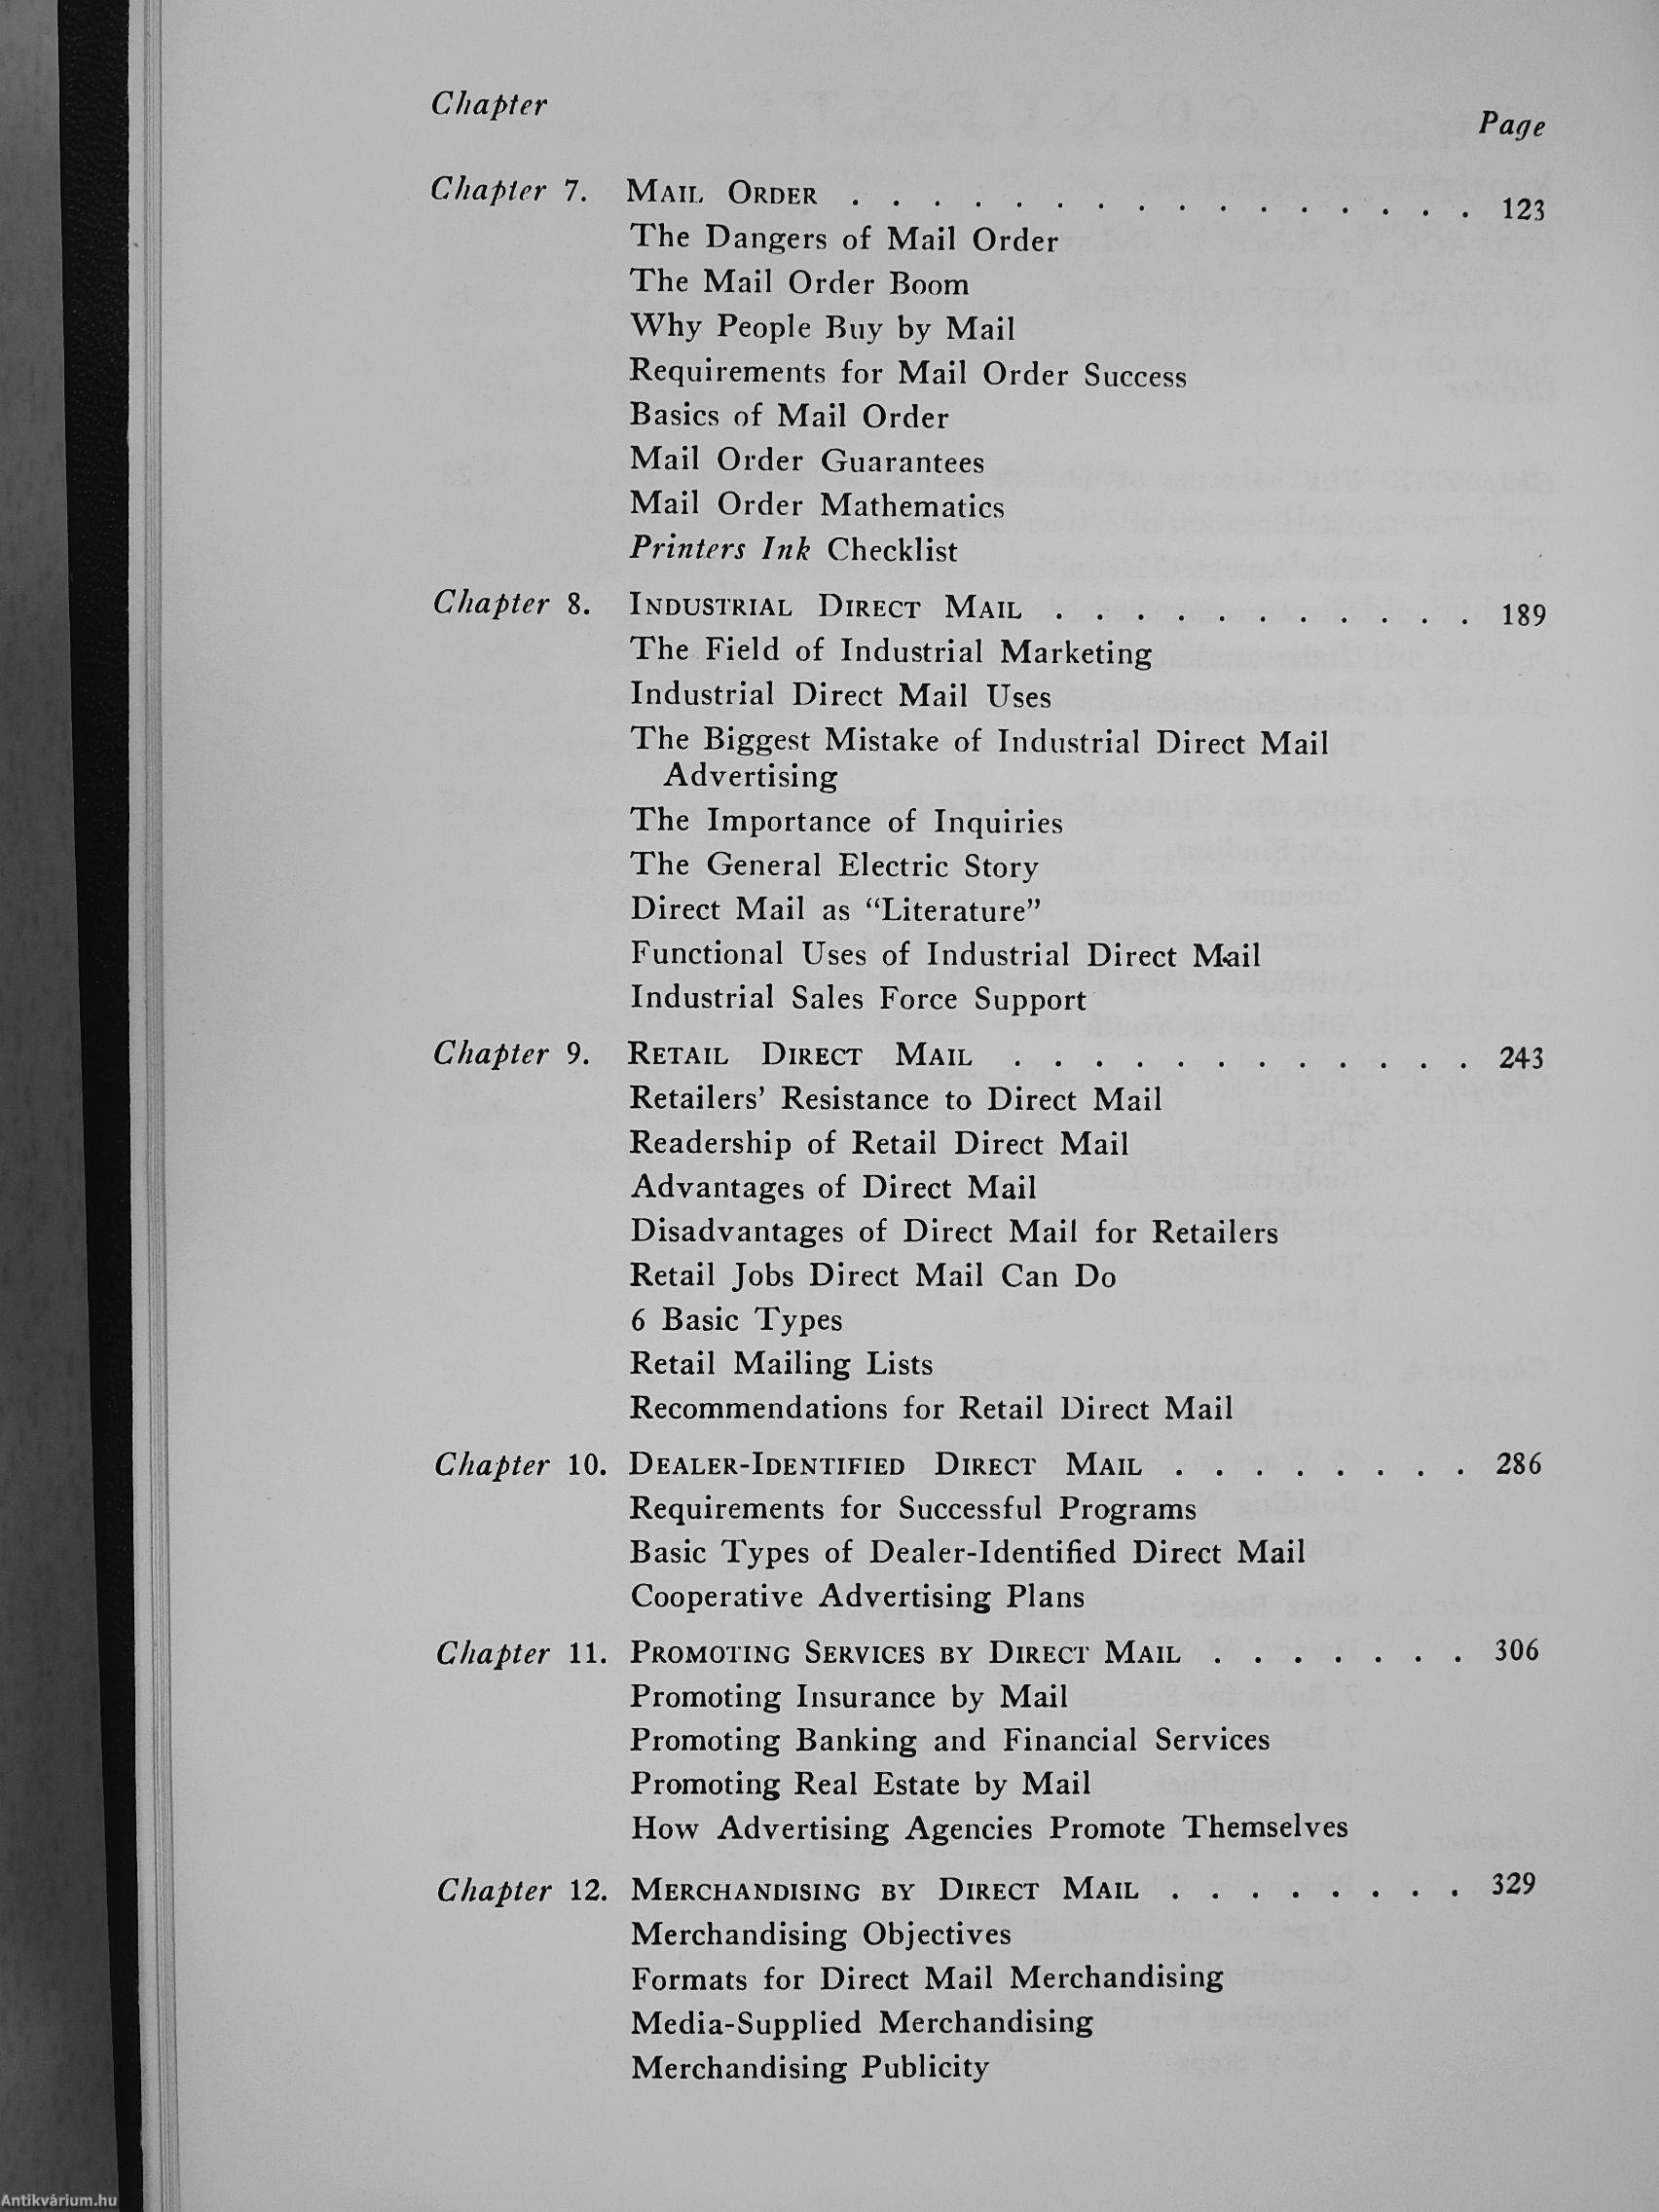 Chapter Page
Chapter 7. MAIL ORDER . . . . . . . . . . . . . . . . 123
The Dangers of Mail Order
The Mail Order Boom
Why People Buy by Mail
Requirements for Mail Order Success
Basics of Mail Order
Mail Order Guarantees
Mail Order Mathematics
Printers Ink Checklist
Chapter 8. INDUSTRIAL DIRECT MAIL . . . . . . . . . . . 189
The Field of Industrial Marketing
Industrial Direct Mail Uses
The Biggest Mistake of Industrial Direct Mail
Advertising
The Importance of Inquiries
The General Electric Story
Direct Mail as “Literature”
Functional Uses of Industrial Direct Mail
Industrial Sales Force Support
Chapter 9. RETAIL DIRECT MAIL . . . . . . . . . . . . 243
Retailers’ Resistance to Direct Mail
Readership of Retail Direct Mail
Advantages of Direct Mail
Disadvantages of Direct Mail for Retailers
Retail Jobs Direct Mail Can Do
6 Basic Types
Retail Mailing Lists
Recommendations for Retail Direct Mail
Chapter 10. DEALER-IDENTIFIED DIRECT MAIL . . . . . . . . 286
Requirements for Successful Programs
Basic Types of Dealer-Identified Direct Mail
Cooperative Advertising Plans
Chapter 11. PROMOTING SERVICES BY DIRECT MAIL . . . . . . . 306
Promoting Insurance by Mail
Promoting Banking and Financial Services
Promoting Real Estate by Mail
How Advertising Agencies Promote Themselves
Chapter 12. MERCHANDISING BY DIRECT MAIL . . . . . . . . 329
Merchandising Objectives
Formats for Direct Mail Merchandising
Media-Supplied Merchandising
Merchandising Publicity
Antikvárium.hu